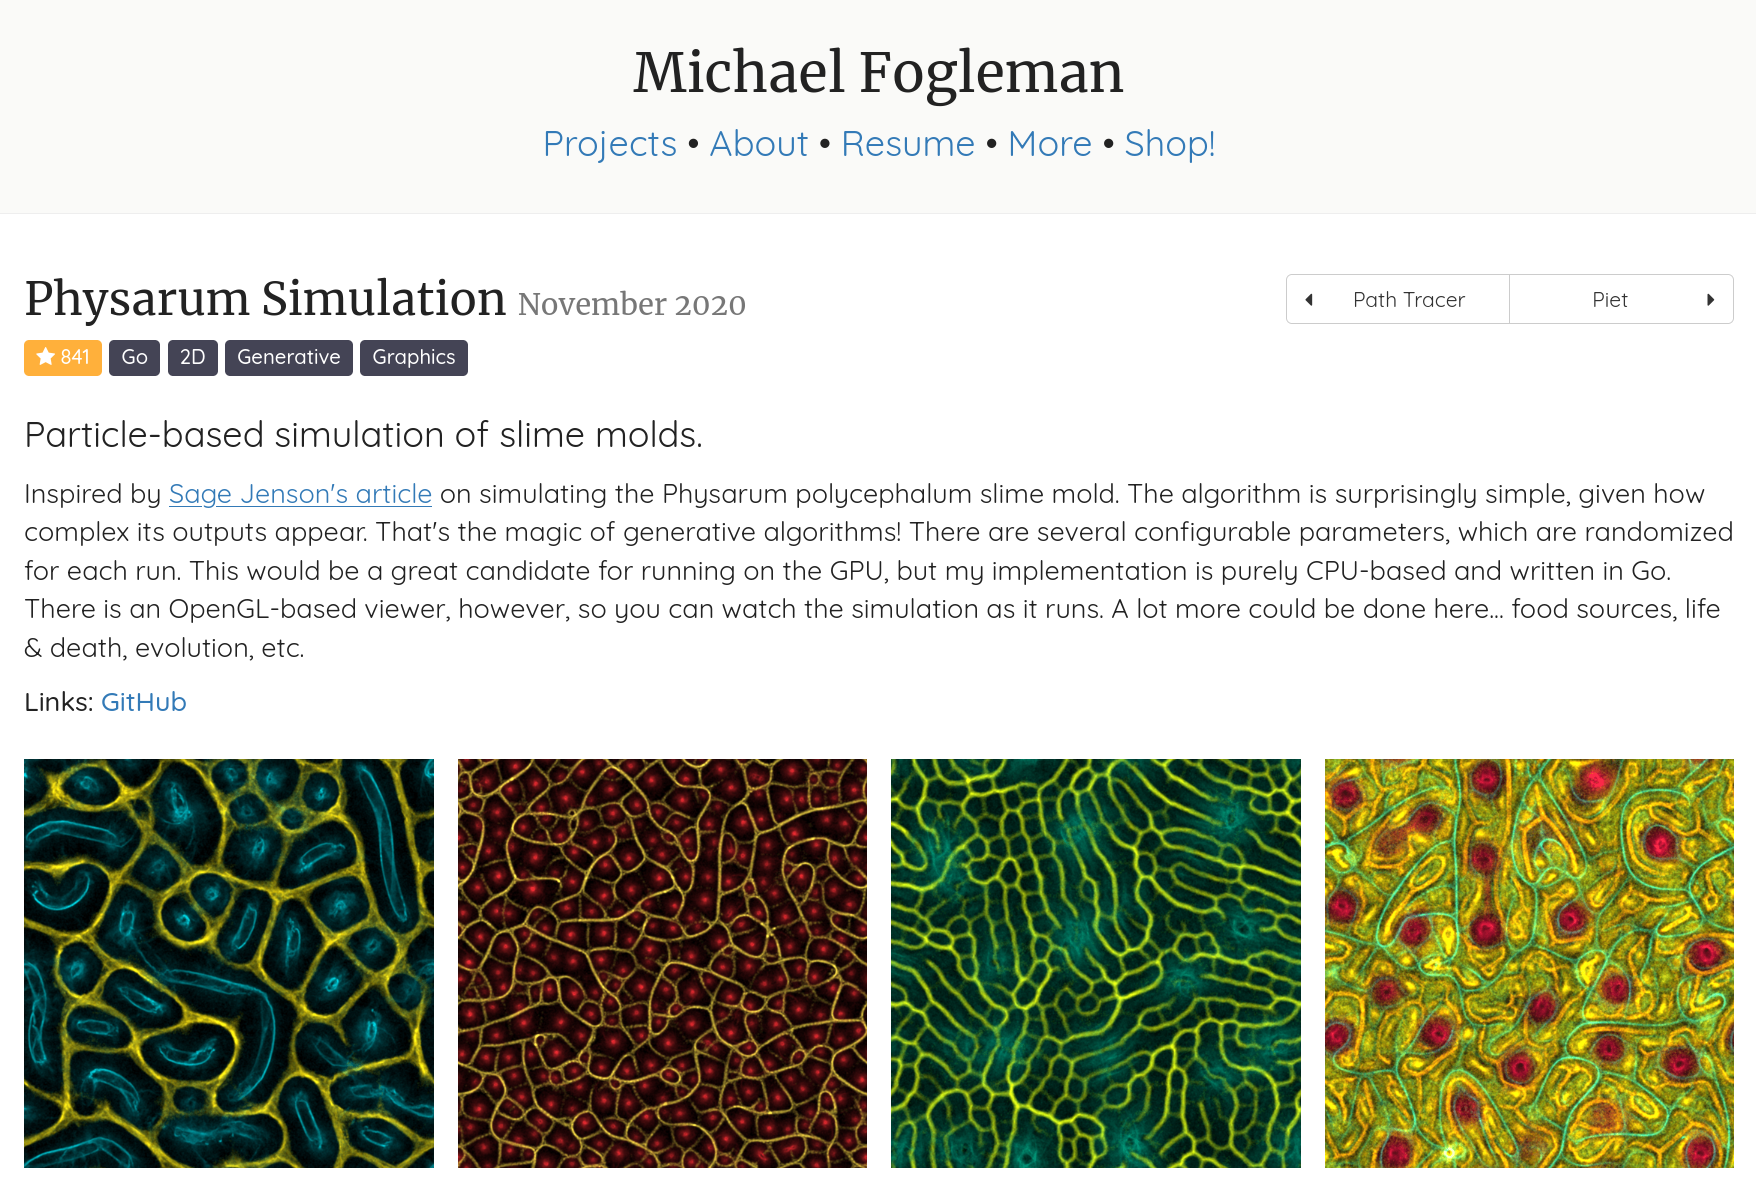 Michael Fogleman
Projects • About • Resume • More • Shop!
Physarum Simulation November 2020
Path Tracer
Piet
841
Go
2D
Generative
Graphics
Particle-based simulation of slime molds.
Inspired by Sage Jenson's article on simulating the Physarum polycephalum slime mold. The algorithm is surprisingly simple, given how
complex its outputs appear. That's the magic of generative algorithms! There are several configurable parameters, which are randomized
for each run. This would be a great candidate for running on the GPU, but my implementation is purely CPU-based and written in Go.
There is an OpenGL-based viewer, however, so you can watch the simulation as it runs. A lot more could be done here... food sources, life
& death, evolution, etc.
Links: GitHub